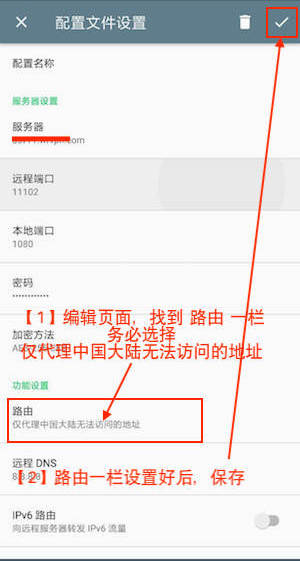 配置文件设置
配置名称
服务器设置
服务器
远程端口
11102
本地端口
1080
密码
············
【1】编辑页面，找到 路由 一栏
务必选择
加密方法
仅代理中国大陆无法访问的地址
功能设置
路由
仅代理中国大陆无法访问的地址
远程 DNS
8.8.8.8
【2】路由一栏设置好后，保存
IPv6 路由
向远程服务器转发 IPv6 流量